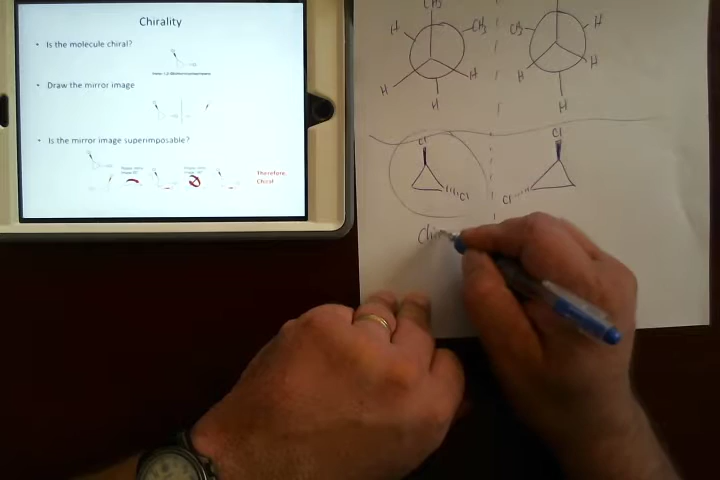 Chirality
• Is the molecule chiral?
• Draw the mirror image
• Is the mirror image superimposable?
Therefore,
Chiral
CH₃
H
CH₃
H
H
H
CH₃
H
H
H
H
Cl
Cl
Cl
Cl